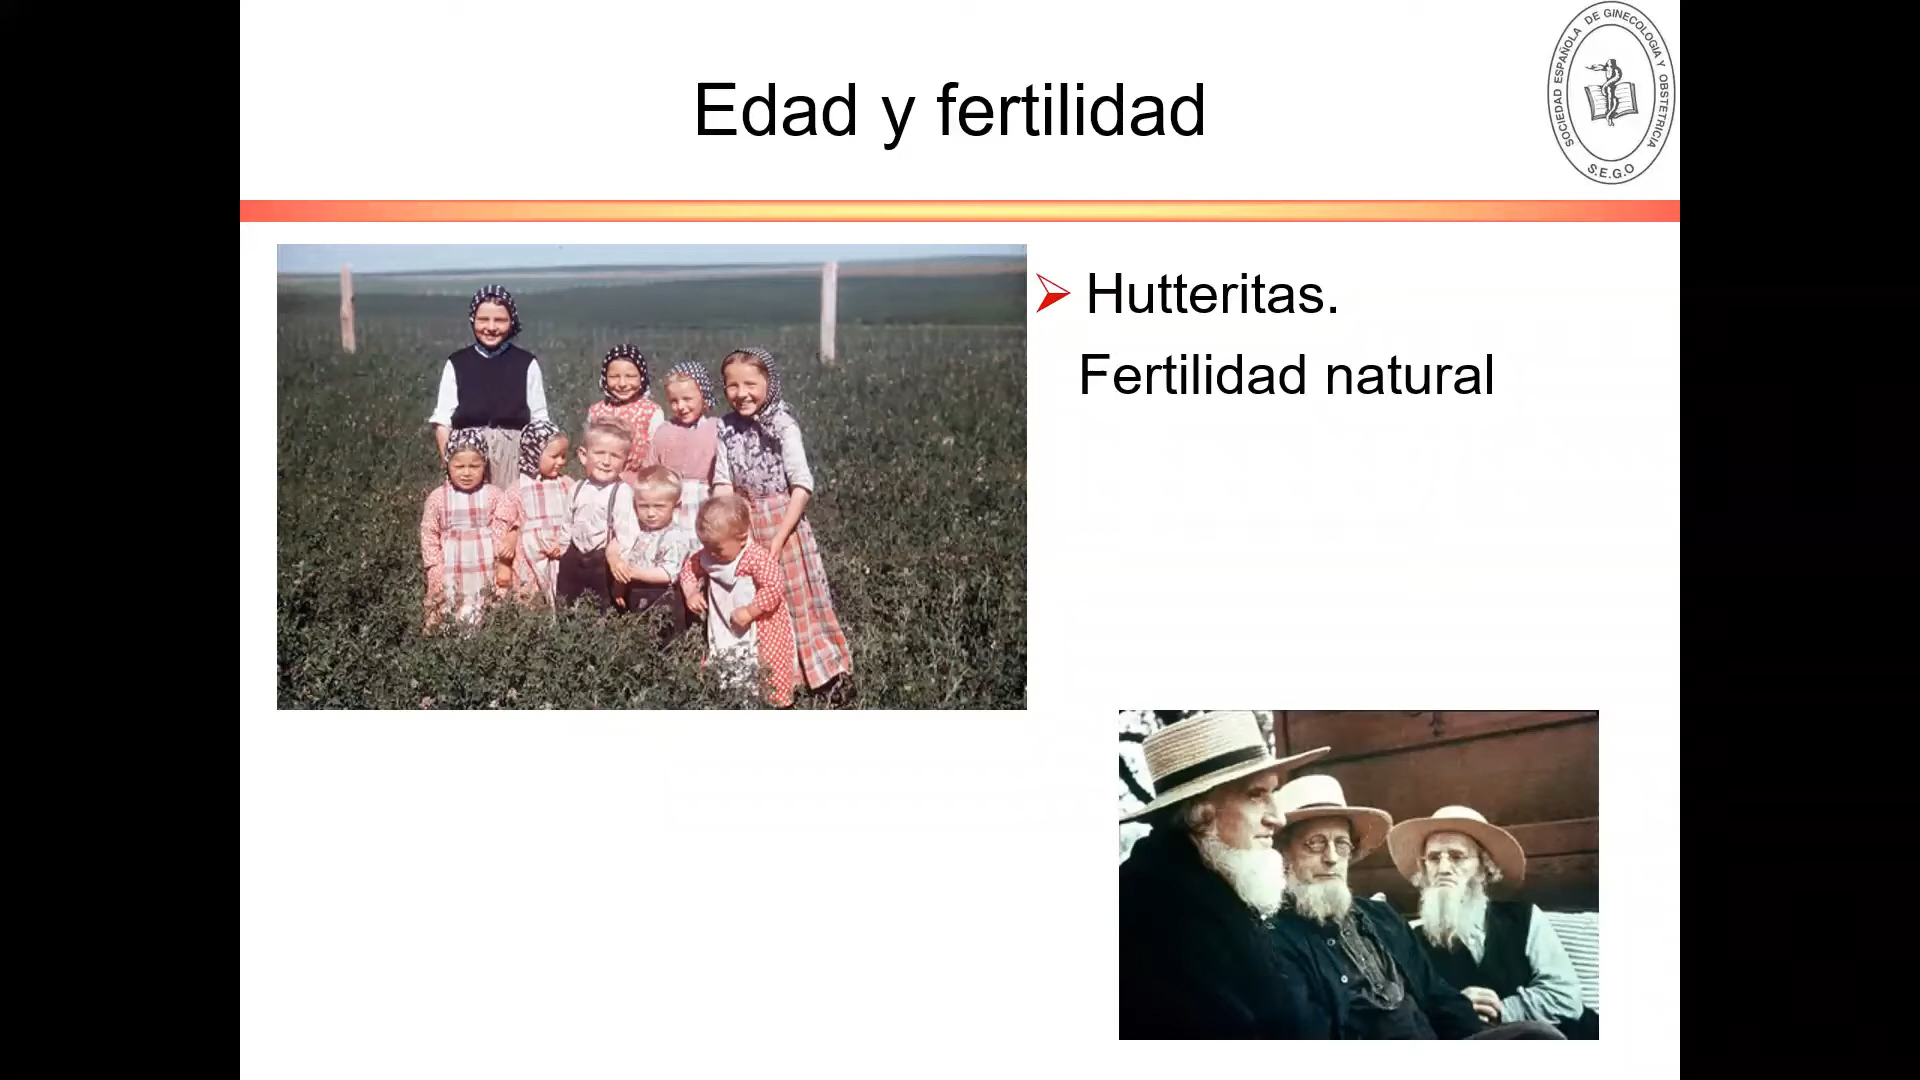 Edad y fertilidad
SOCIEDAD ESPAÑOLA DE GINECOLOGIA Y OBSTETRICIA
S.E.G.O
Hutteritas.
Fertilidad natural